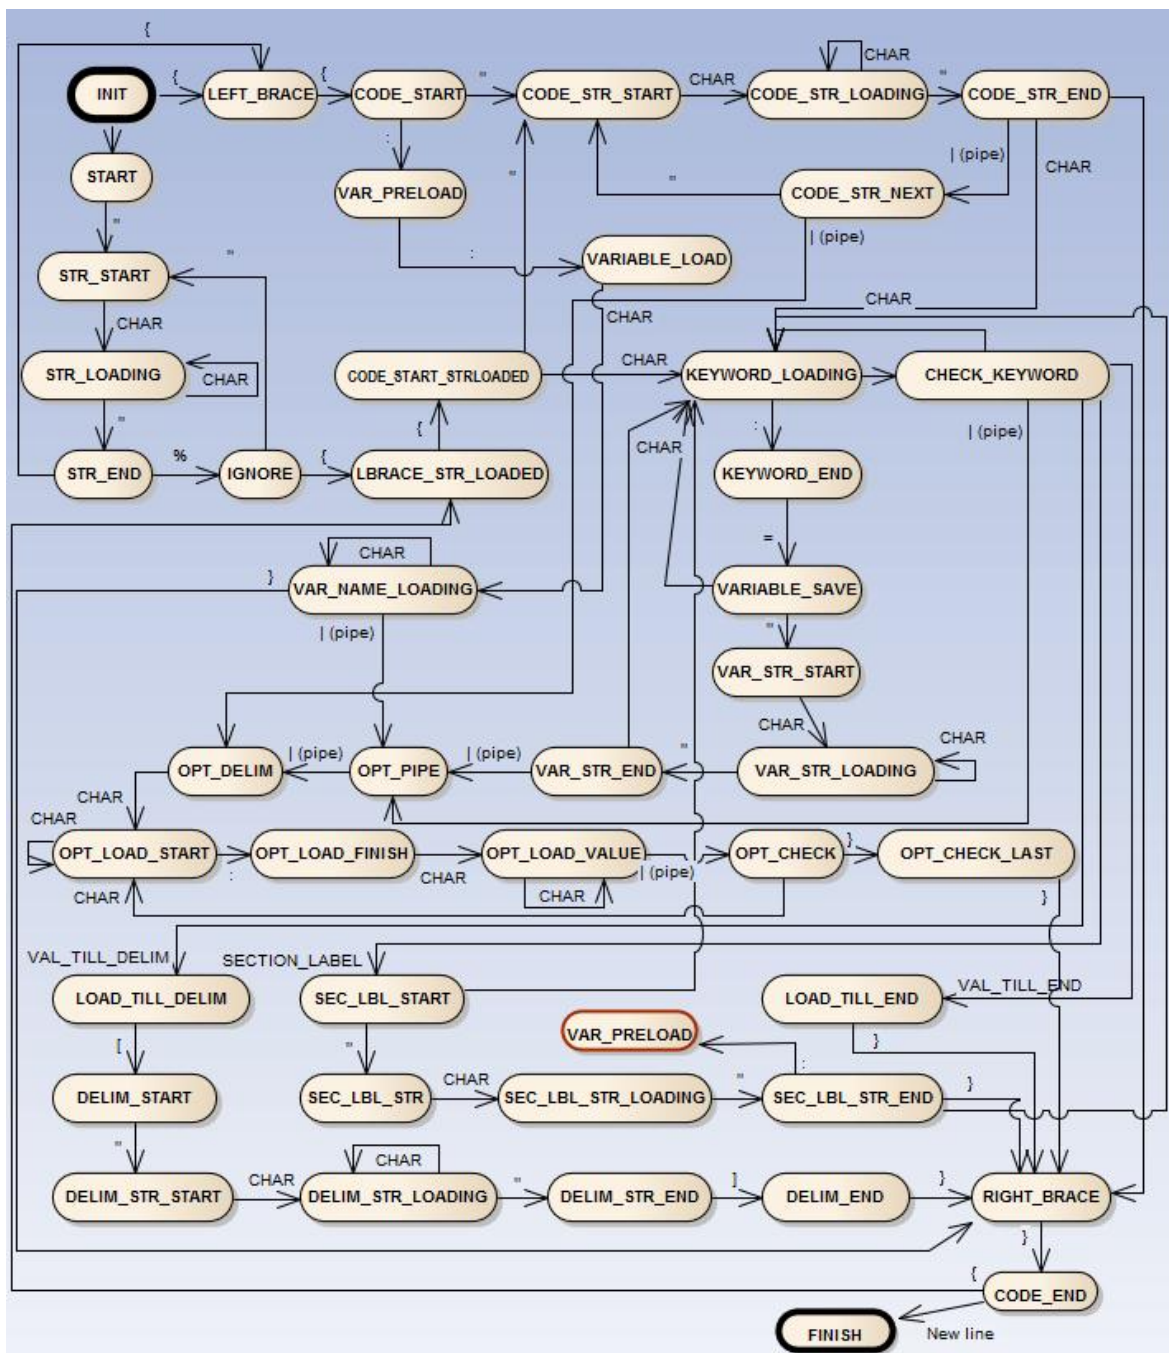 {
INIT
{
LEFT_BRACE
{
CODE_START
"
CODE_STR_START
CHAR
CHAR
CODE_STR_LOADING
"
CODE_STR_END
START
:
VAR_PRELOAD
"
"
CODE_STR_NEXT
| (pipe)
CHAR
"
| (pipe)
STR_START
"
:
VARIABLE_LOAD
CHAR
CHAR
CHAR
STR_LOADING
CHAR
CODE_START_STRLOADED
CHAR
KEYWORD_LOADING
CHECK_KEYWORD
"
{
:
| (pipe)
CHAR
STR_END
%
IGNORE
{
LBRACE_STR_LOADED
KEYWORD_END
=
CHAR
}
VAR_NAME_LOADING
VARIABLE_SAVE
| (pipe)
"
VAR_STR_START
CHAR
CHAR
OPT_DELIM
| (pipe)
OPT_PIPE
| (pipe)
VAR_STR_END
"
VAR_STR_LOADING
CHAR
CHAR
OPT_LOAD_START
:
OPT_LOAD_FINISH
CHAR
OPT_LOAD_VALUE
| (pipe)
OPT_CHECK
}
OPT_CHECK_LAST
CHAR
CHAR
}
VAL_TILL_DELIM
SECTION_LABEL
LOAD_TILL_DELIM
SEC_LBL_START
LOAD_TILL_END
VAL_TILL_END
[
"
VAR_PRELOAD
}
:
DELIM_START
SEC_LBL_STR
CHAR
SEC_LBL_STR_LOADING
"
SEC_LBL_STR_END
}
"
CHAR
DELIM_STR_START
CHAR
DELIM_STR_LOADING
"
DELIM_STR_END
]
DELIM_END
}
RIGHT_BRACE
}
{
CODE_END
FINISH
New line